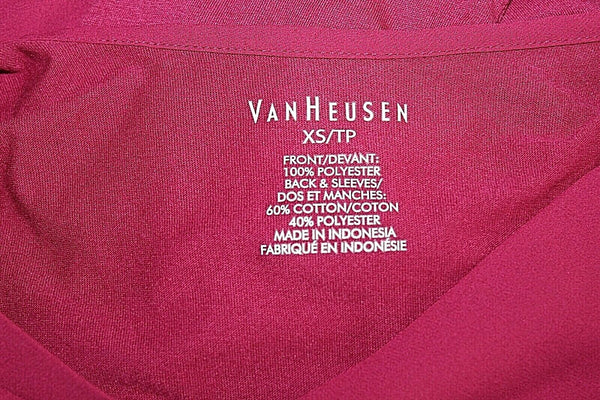 VANHEUSEN
XS/TP
FRONT/DEVANT:
100% POLYESTER
BACK & SLEEVES/
DOS ET MANCHES:
60% COTTON/COTON
40% POLYESTER
MADE IN INDONESIA
FABRIQUÉ EN INDONÉSIE